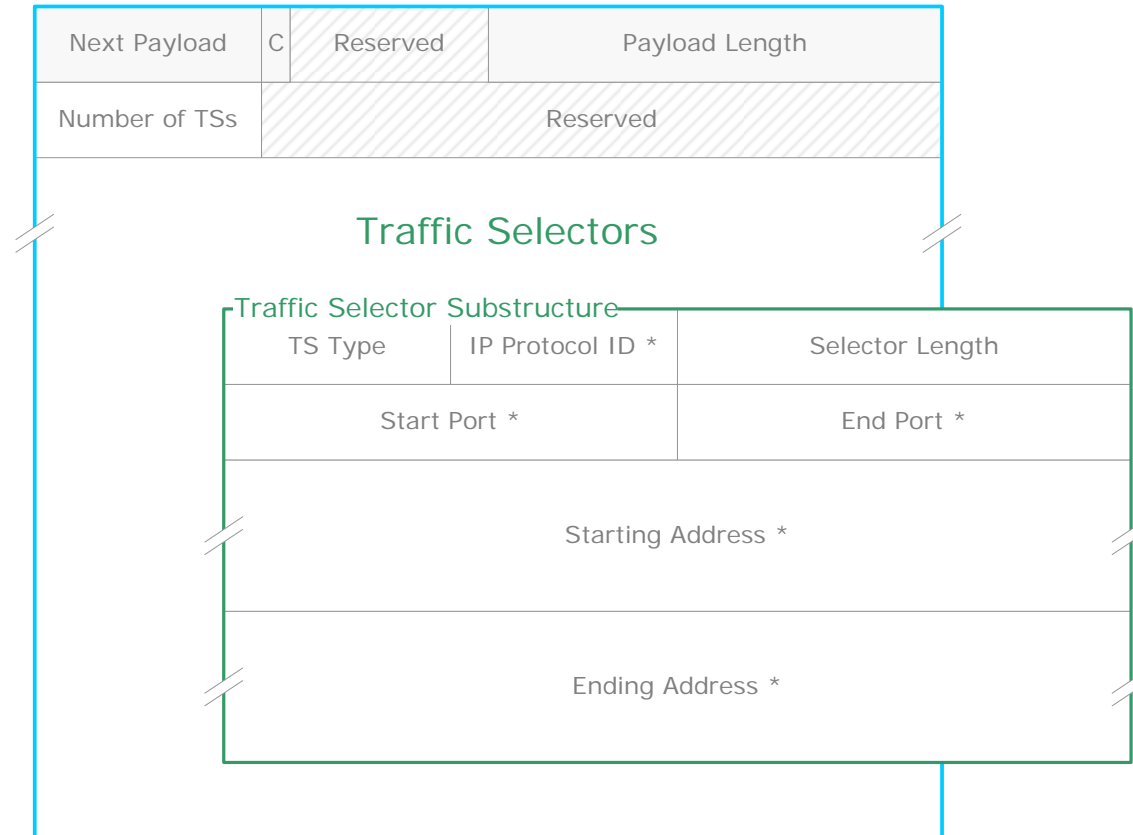 Next Payload C Reserved Payload Length
Number of TSs Reserved
Traffic Selectors
Traffic Selector Substructure
TS Type IP Protocol ID * Selector Length
Start Port * End Port *
Starting Address *
Ending Address *